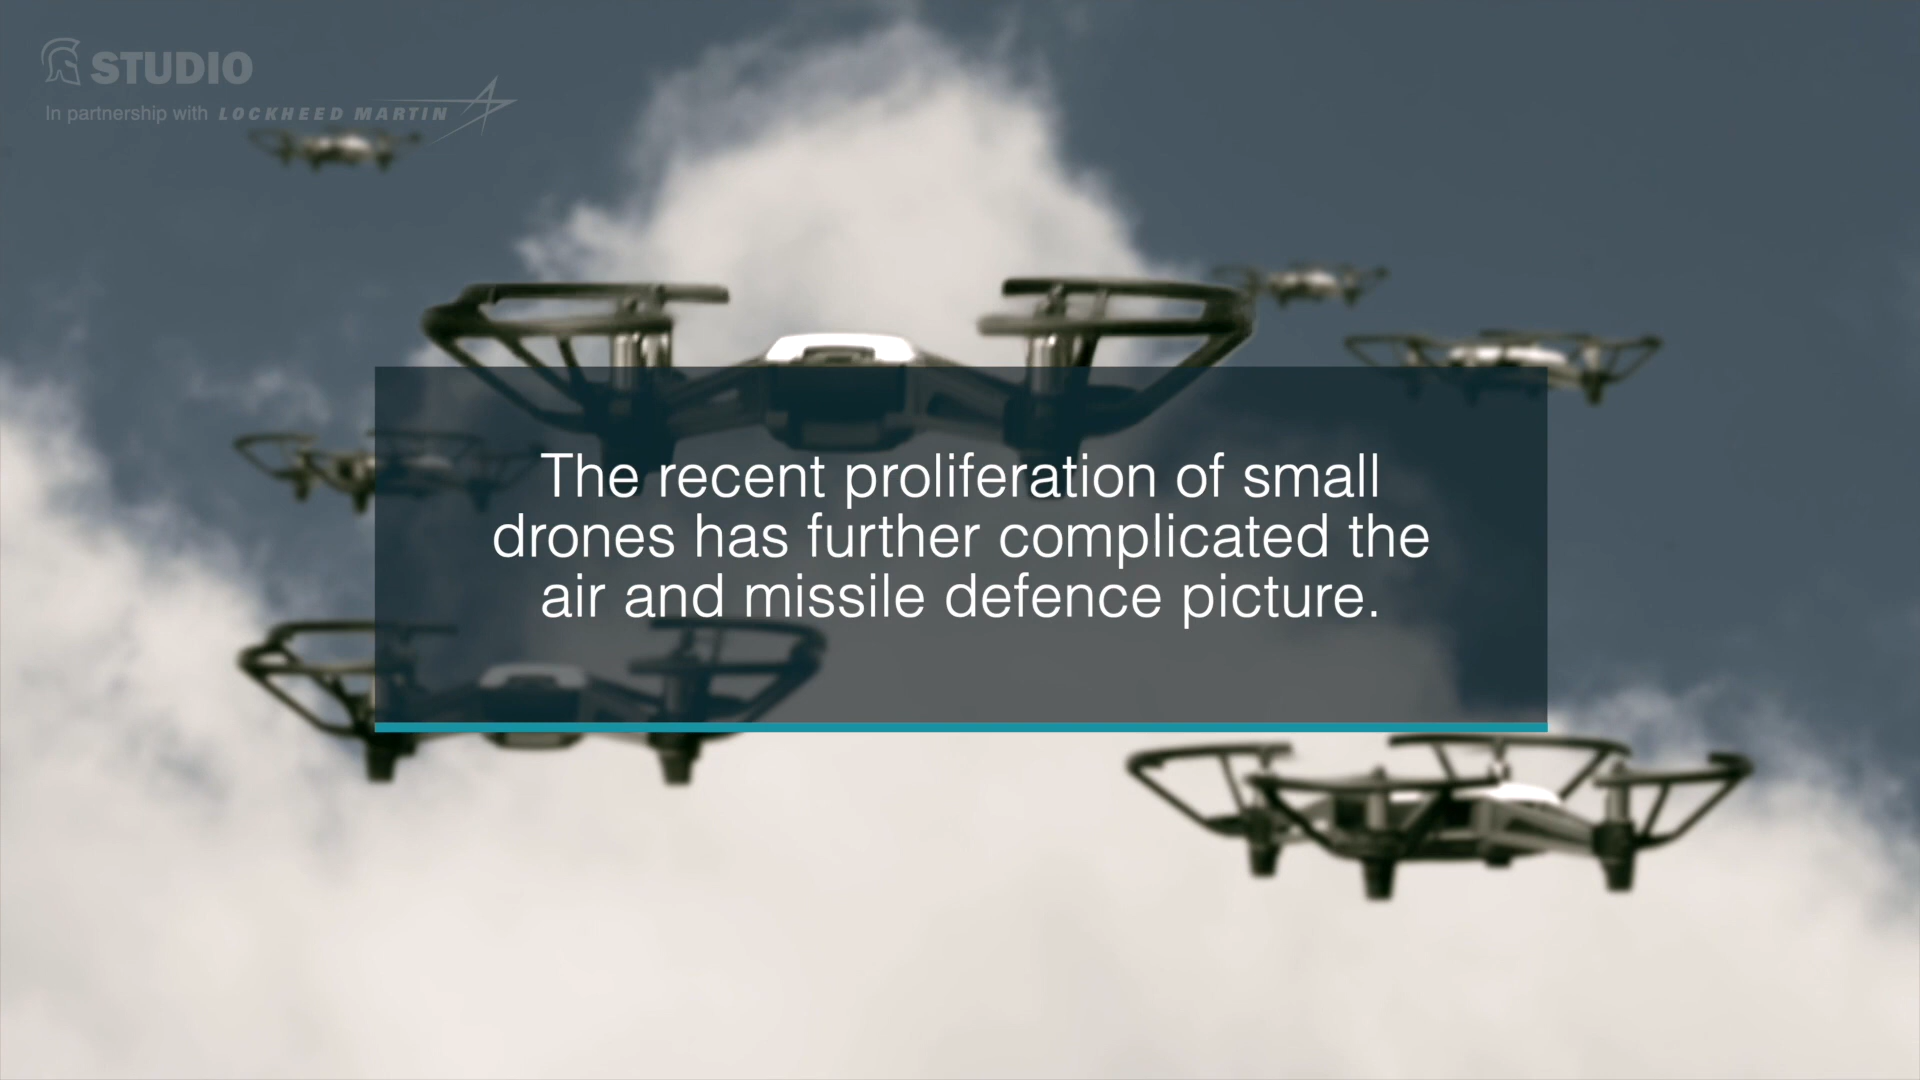 STUDIO
In partnership with LOCKHEED MARTIN
The recent proliferation of small
drones has further complicated the
air and missile defence picture.